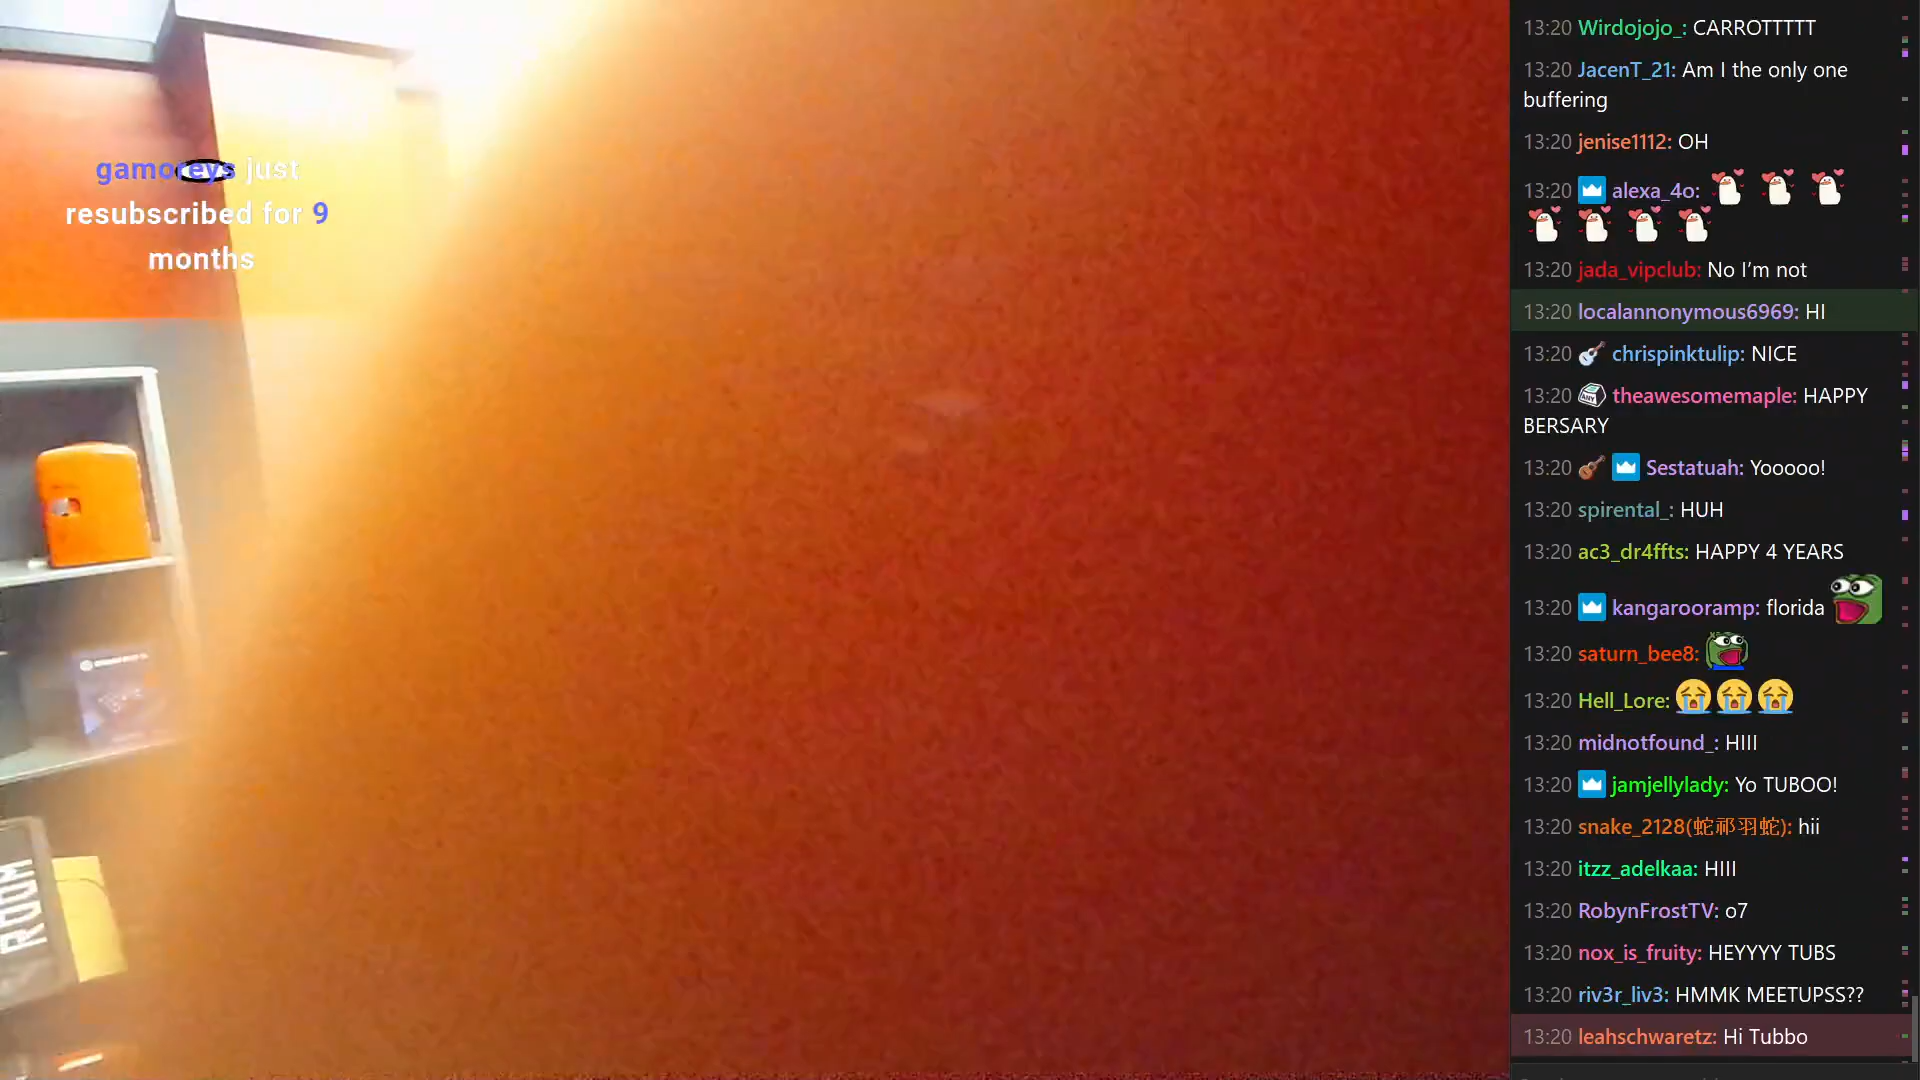 gamoreys just
resubscribed for 9
months
ROOM
13:20 Wirdojojo_: CARROTTTTT
13:20 JacenT_21: Am I the only one
buffering
13:20 jenise1112: OH
13:20 alexa_4o:
13:20 jada_vipclub: No I’m not
13:20 localannonymous6969: HI
13:20 chrispinktulip: NICE
13:20 theawesomemaple: HAPPY
BERSARY
13:20 Sestatuah: Yooooo!
13:20 spirental_: HUH
13:20 ac3_dr4ffts: HAPPY 4 YEARS
13:20 kangarooramp: florida
13:20 saturn_bee8:
13:20 Hell_Lore: 😭😭😭
13:20 midnotfound_: HIII
13:20 jamjellylady: Yo TUBOO!
13:20 snake_2128(蛇祁羽蛇): hii
13:20 itzz_adelkaa: HIII
13:20 RobynFrostTV: o7
13:20 nox_is_fruity: HEYYYY TUBS
13:20 riv3r_liv3: HMMK MEETUPSS??
13:20 leahschwaretz: Hi Tubbo